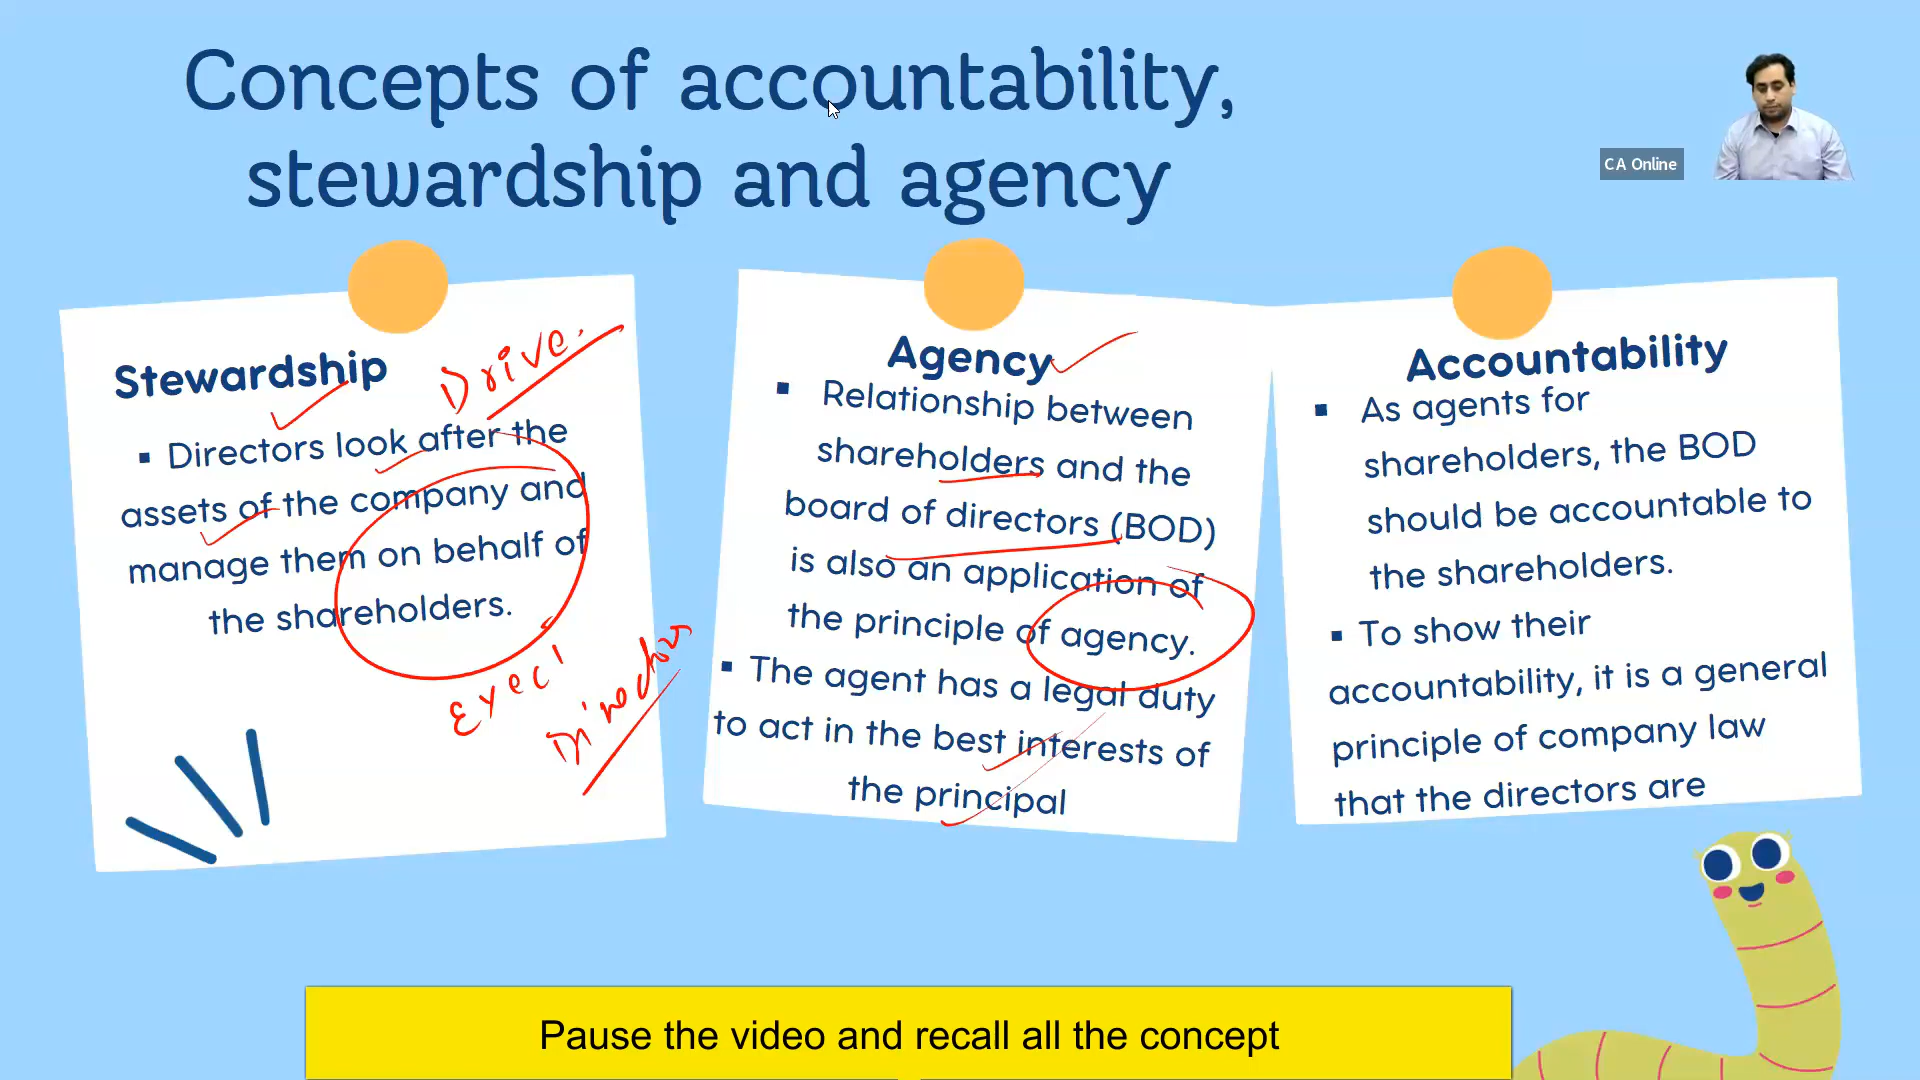 Concepts of accountability,
stewardship and agency
CA Online
Stewardship
Drive.
▪ Directors look after the
assets of the company and
manage them on behalf of
the shareholders.
Directors
Agency
▪ Relationship between
shareholders and the
board of directors (BOD)
is also an application of
the principle of agency.
▪ The agent has a legal duty
to act in the best interests of
the principal
Accountability
▪ As agents for
shareholders, the BOD
should be accountable to
the shareholders.
▪ To show their
accountability, it is a general
principle of company law
that the directors are
Pause the video and recall all the concept